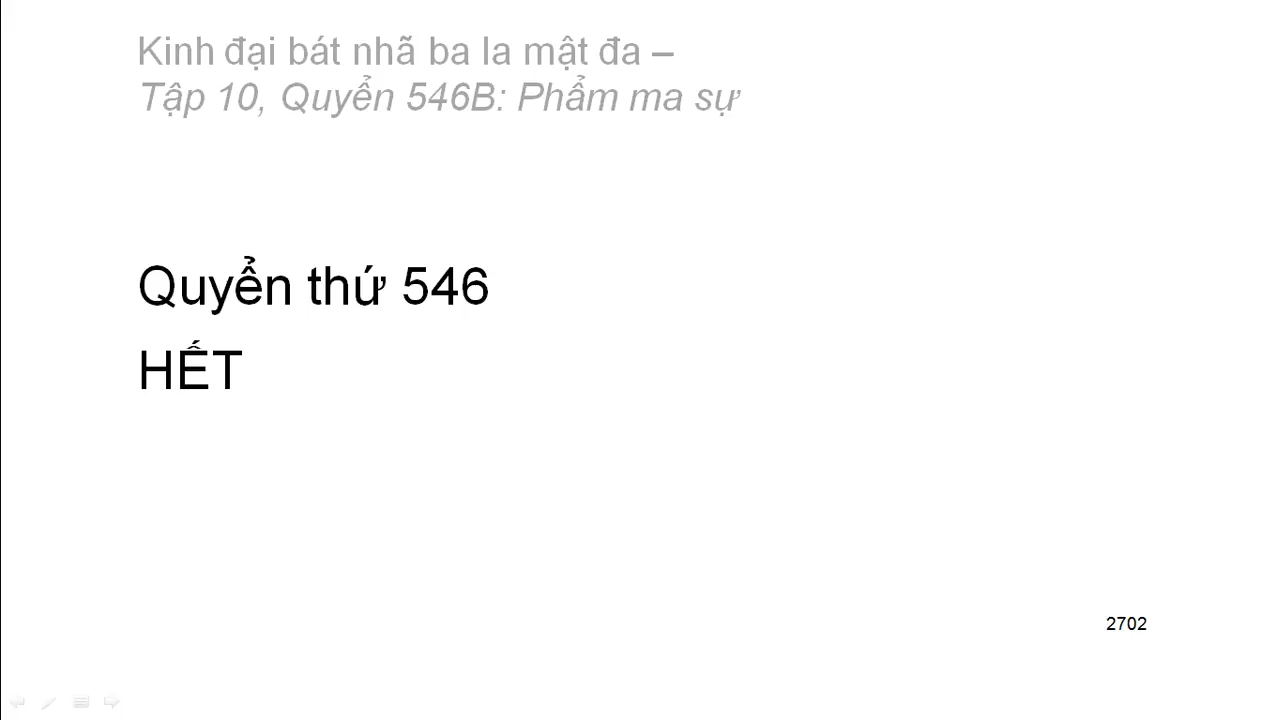 Kinh đại bát nhã ba la mật đa –
Tập 10, Quyển 546B: Phẩm ma sự
Quyển thứ 546
HẾT
2702